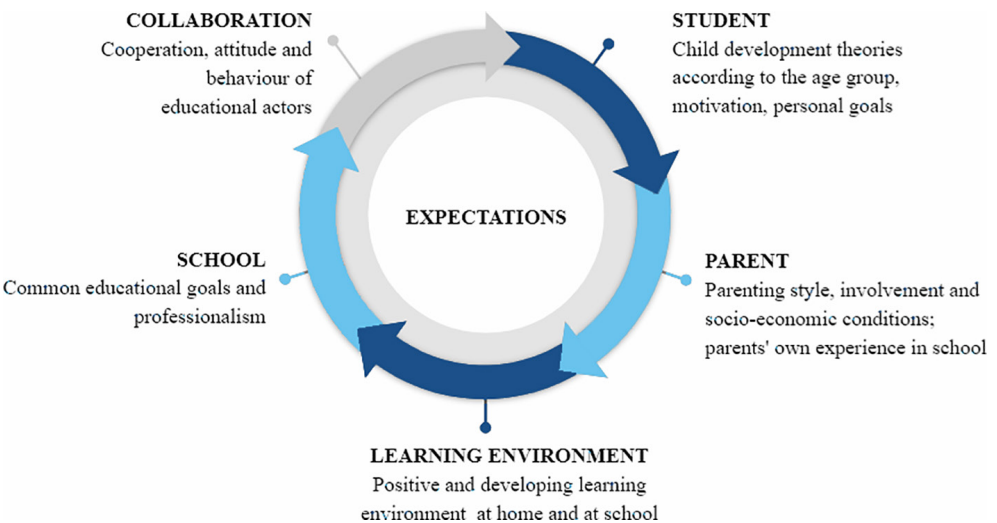 COLLABORATION
Cooperation, attitude and
behaviour of
educational actors
STUDENT
Child development theories
according to the age group,
motivation, personal goals
EXPECTATIONS
SCHOOL
Common educational goals and
professionalism
PARENT
Parenting style, involvement and
socio-economic conditions;
parents' own experience in school
LEARNING ENVIRONMENT
Positive and developing learning
environment at home and at school